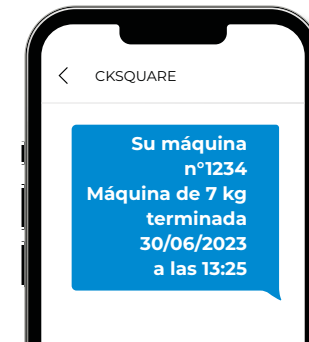 CKSQUARE
Su máquina
n°1234
Máquina de 7 kg
terminada
30/06/2023
a las 13:25